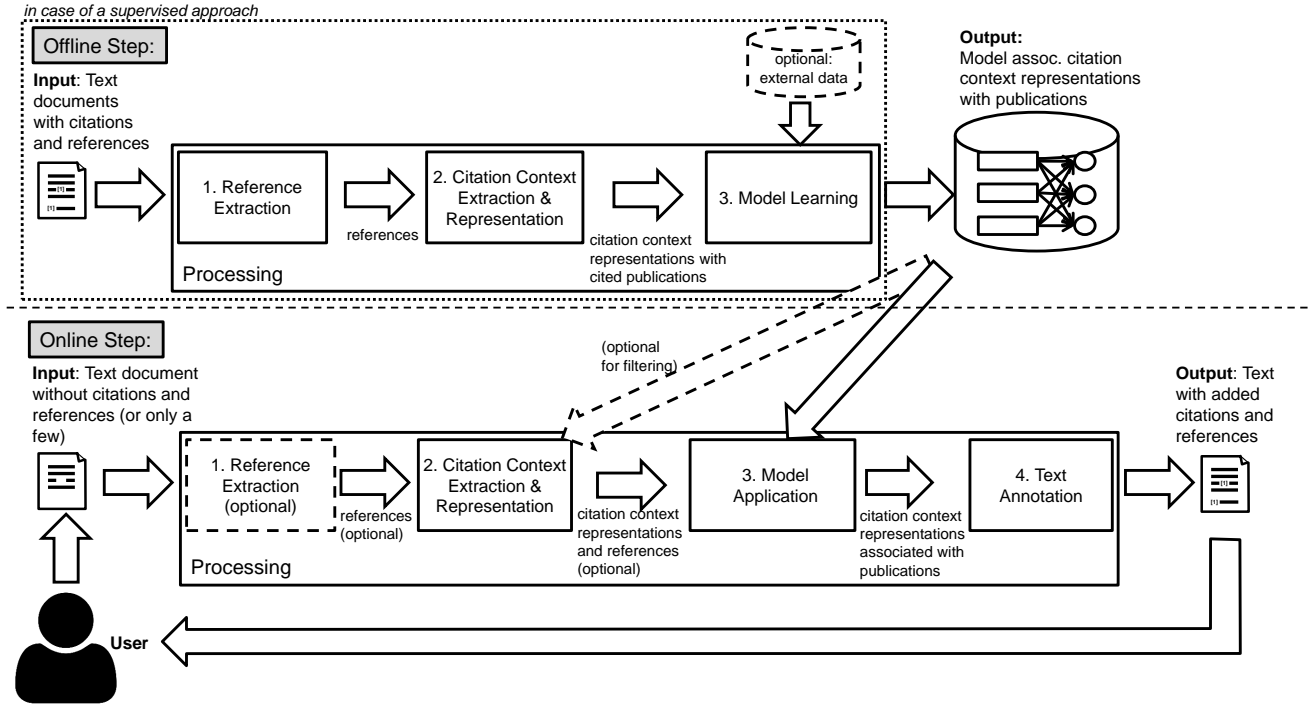 in case of a supervised approach
Offline Step:
Input: Text
documents
with citations
and references
[1]
[1]
1. Reference
Extraction
references
2. Citation Context
Extraction &
Representation
citation context
representations with
cited publications
optional:
external data
3. Model Learning
Processing
Output:
Model assoc. citation
context representations
with publications
Online Step:
Input: Text document
without citations and
references (or only a
few)
(optional
for filtering)
1. Reference
Extraction
(optional)
references
(optional)
2. Citation Context
Extraction &
Representation
citation context
representations
and references
(optional)
3. Model
Application
citation context
representations
associated with
publications
4. Text
Annotation
Processing
Output: Text
with added
citations and
references
[1]
[1]
User